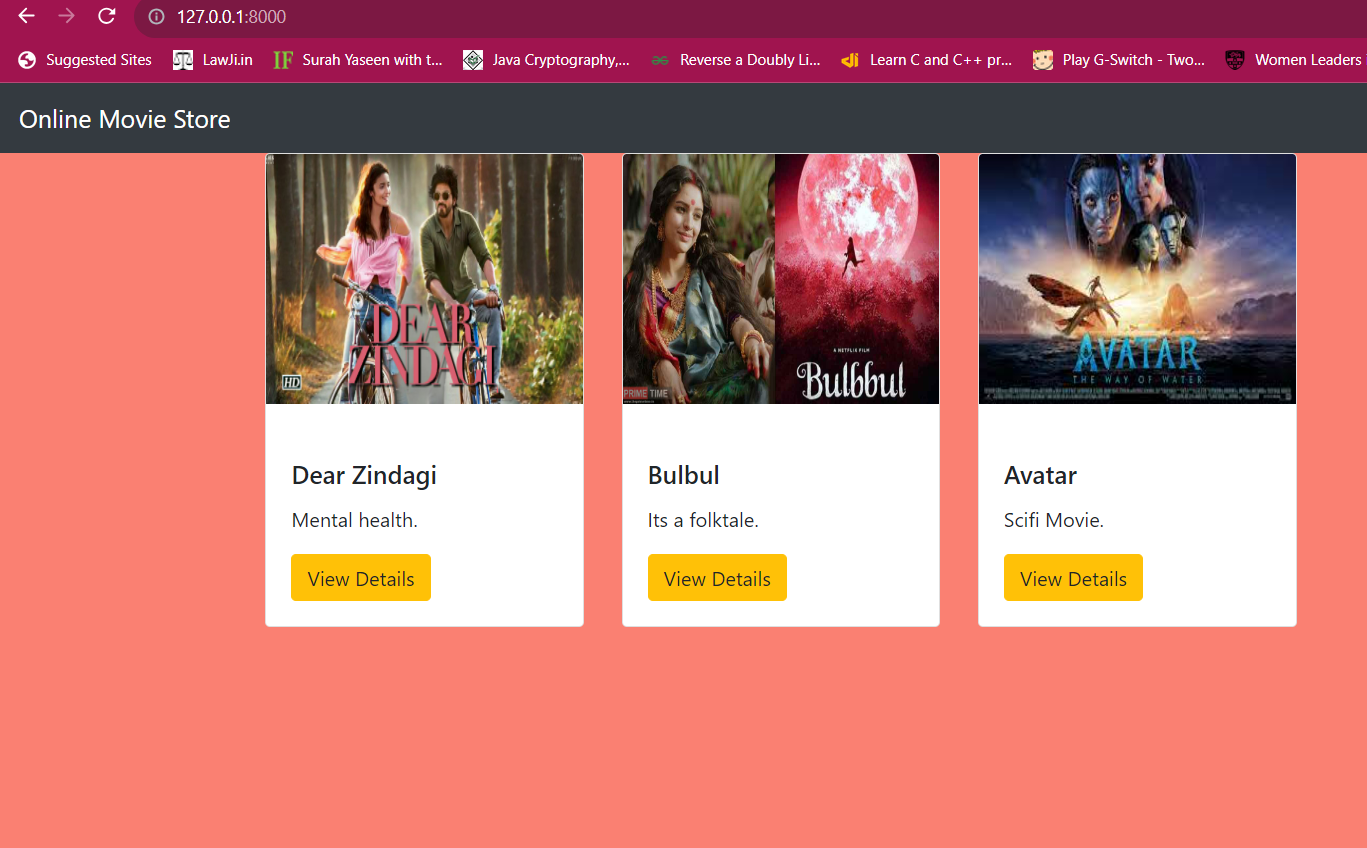 127.0.0.1:8000
Suggested Sites LawJi.in IF Surah Yaseen with t... Java Cryptography,... Reverse a Doubly Li... Learn C and C++ pr... Play G-Switch - Two... Women Leaders
Online Movie Store
DEAR
ZINDAGI
HD
A NETFLIX FILM
Bulbbul
PRIME TIME
AVATAR
THE WAY OF WATER
Dear Zindagi
Mental health.
View Details
Bulbul
Its a folktale.
View Details
Avatar
Scifi Movie.
View Details